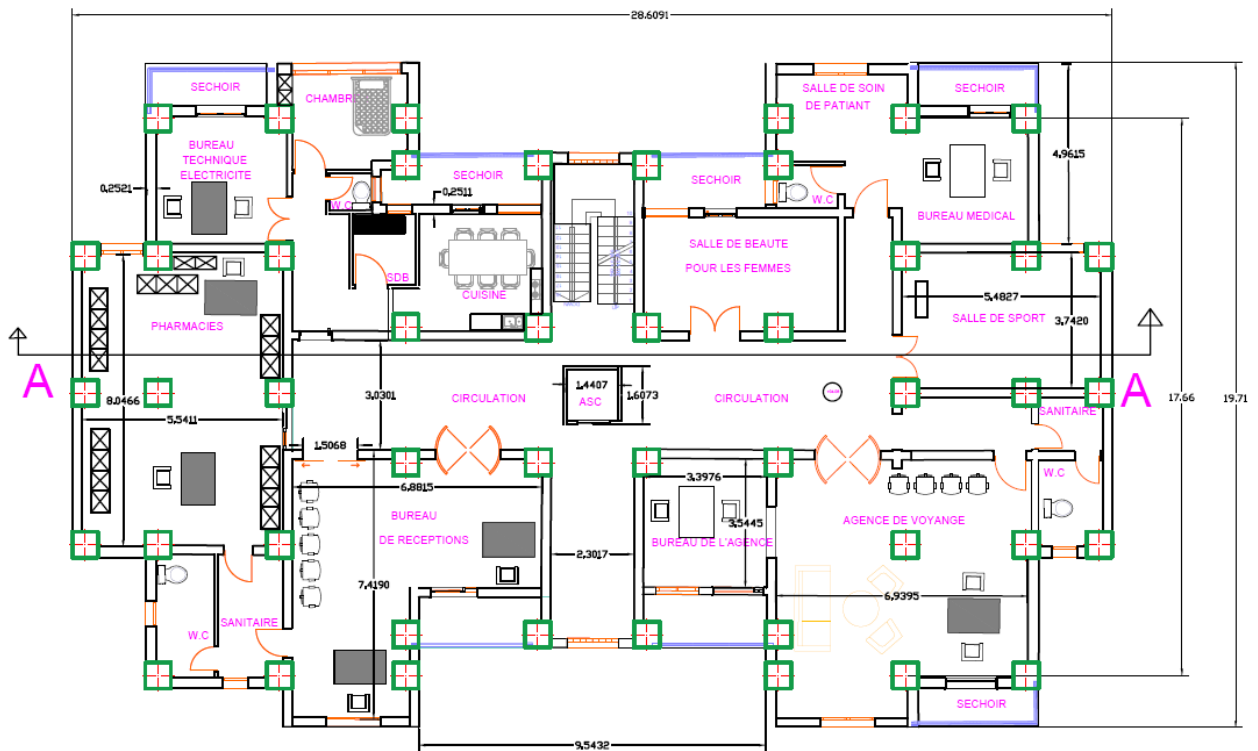 28.6091
SECHOIR
CHAMBRE
SALLE DE SOIN
DE PATIANT
SECHOIR
BUREAU
TECHNIQUE
ELECTRICITE
4.9615
0.2521
SECHOIR
0.2511
SECHOIR
W.C
W.C
BUREAU MEDICAL
SALLE DE BEAUTE
POUR LES FEMMES
SDB
CUISINE
5.4827
SALLE DE SPORT
3.7420
PHARMACIES
A
A
8.0466
5.5411
3.0301
CIRCULATION
1.4407
ASC
1.6073
CIRCULATION
17.66
19.71
SANITAIRE
1.5068
6.8815
3.3976
W.C
BUREAU
DE RECEPTIONS
3.5445
BUREAU DE L'AGENCE
AGENCE DE VOYANGE
2.3017
7.4190
6.9395
W.C
SANITAIRE
SECHOIR
9.5432